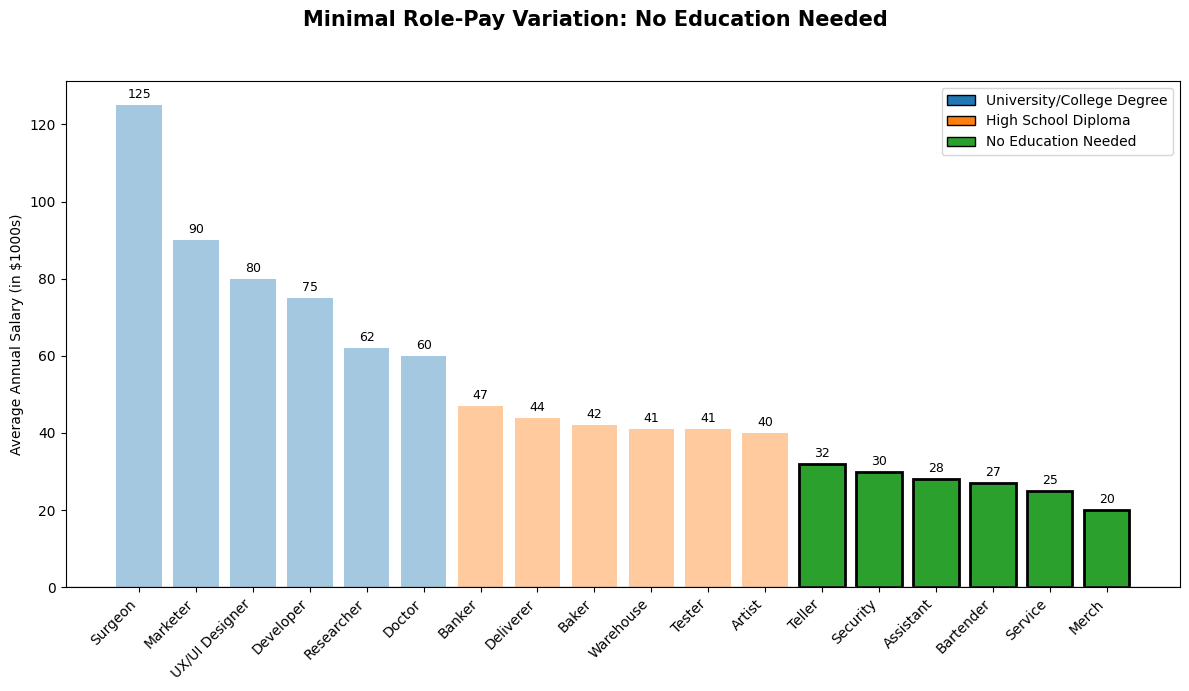 Minimal Role-Pay Variation: No Education Needed
University/College Degree
High School Diploma
No Education Needed
Average Annual Salary (in $1000s)
120
100
80
60
40
20
0
125
90
80
75
62
60
47
44
42
41
41
40
32
30
28
27
25
20
Surgeon
Marketer
UX/UI Designer
Developer
Researcher
Doctor
Banker
Deliverer
Baker
Warehouse
Tester
Artist
Teller
Security
Assistant
Bartender
Service
Merch